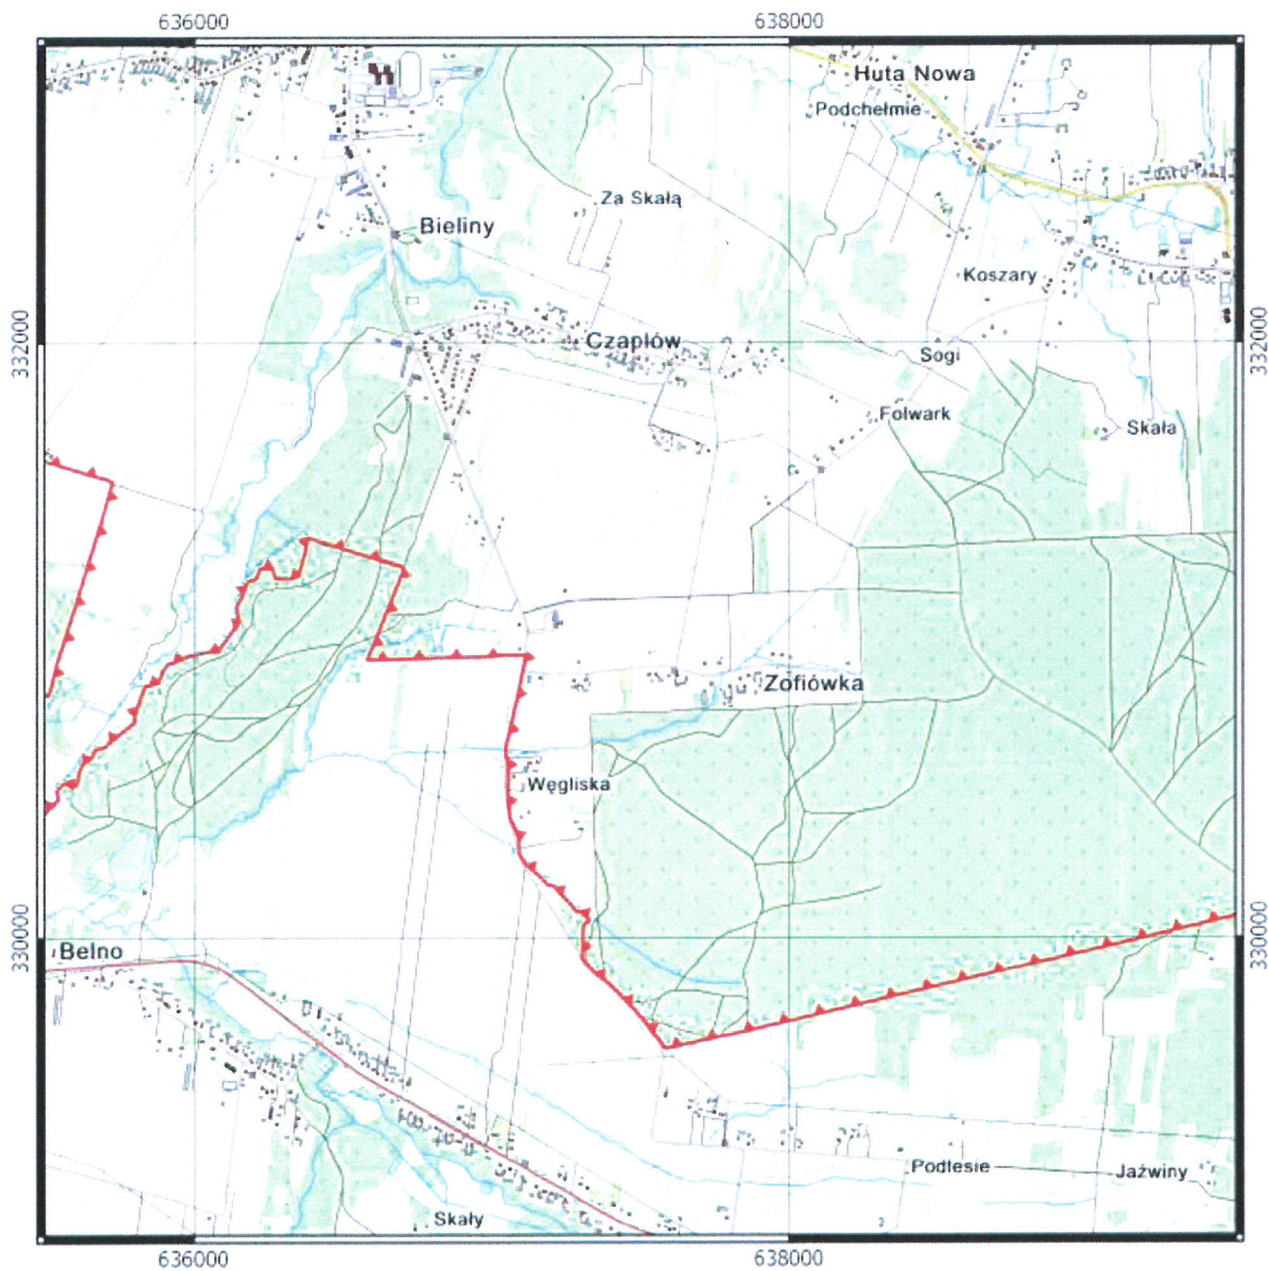 636000 638000
Huta Nowa
Podchełmie
Za Skałą
Bieliny
Koszary
332000 332000
Czaplów
Sogi
Folwark
Skała
Zofiówka
Węgliska
330000 330000
Belno
Podlesie
Jaźwiny
Skały
636000 638000